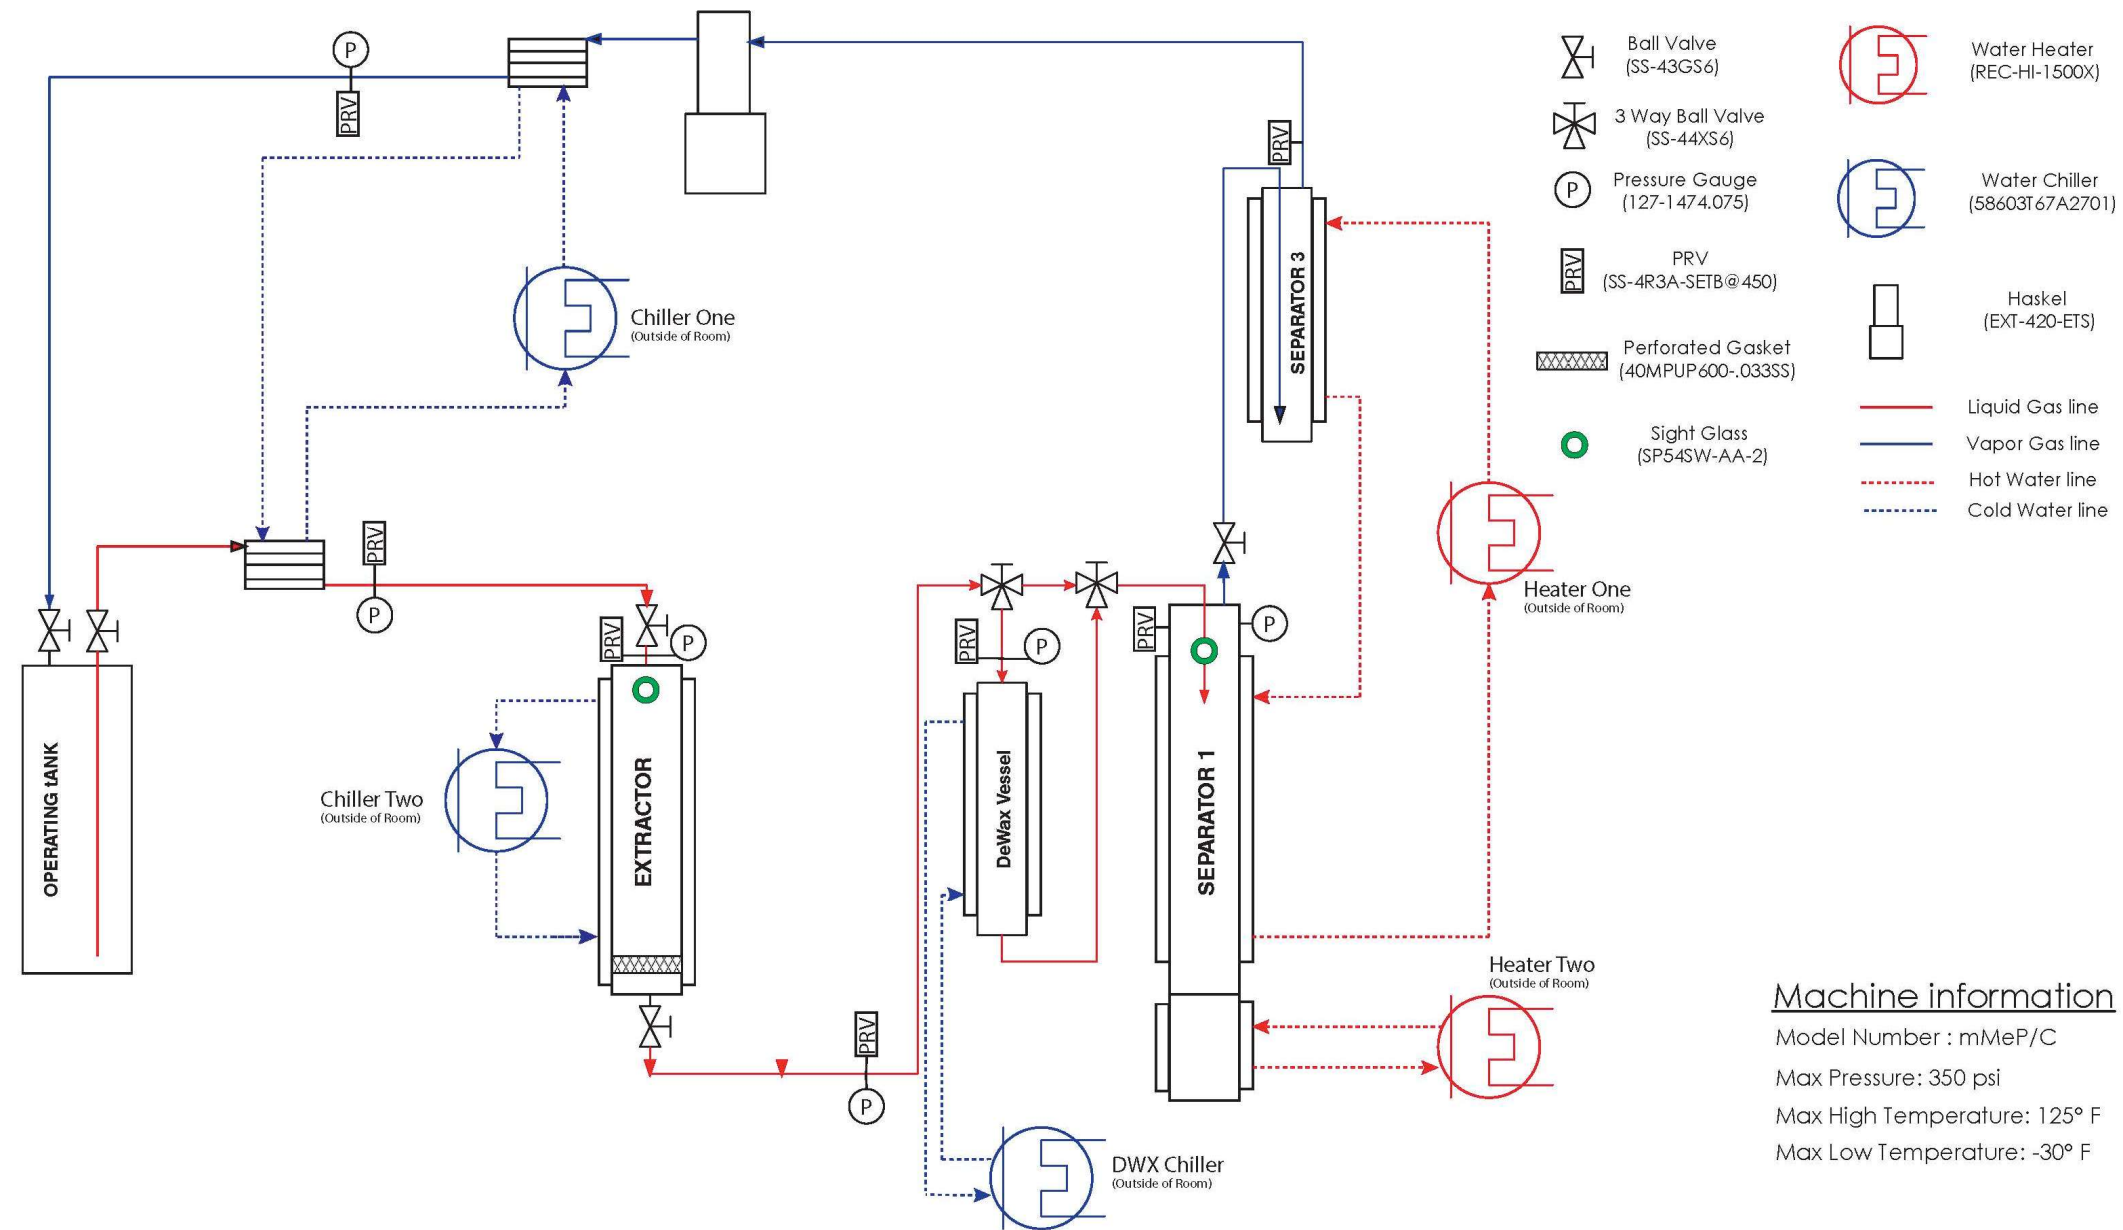 P
PRV
PRV
Chiller One
(Outside of Room)
SEPARATOR 3
PRV
P
PRV
P
PRV
P
PRV
P
PRV
P
OPERATING tANK
Chiller Two
(Outside of Room)
EXTRACTOR
DeWax Vessel
SEPARATOR 1
Heater One
(Outside of Room)
Heater Two
(Outside of Room)
PRV
P
DWX Chiller
(Outside of Room)
Ball Valve
(SS-43GS6)
3 Way Ball Valve
(SS-44XS6)
P
Pressure Gauge
(127-1474.075)
PRV
PRV
(SS-4R3A-SETB@450)
Perforated Gasket
(40MPUP600-.033SS)
Sight Glass
(SP54SW-AA-2)
Water Heater
(REC-HI-1500X)
Water Chiller
(58603T67A2701)
Haskel
(EXT-420-ETS)
Liquid Gas line
Vapor Gas line
Hot Water line
Cold Water line
Machine information
Model Number : mMeP/C
Max Pressure: 350 psi
Max High Temperature: 125° F
Max Low Temperature: -30° F